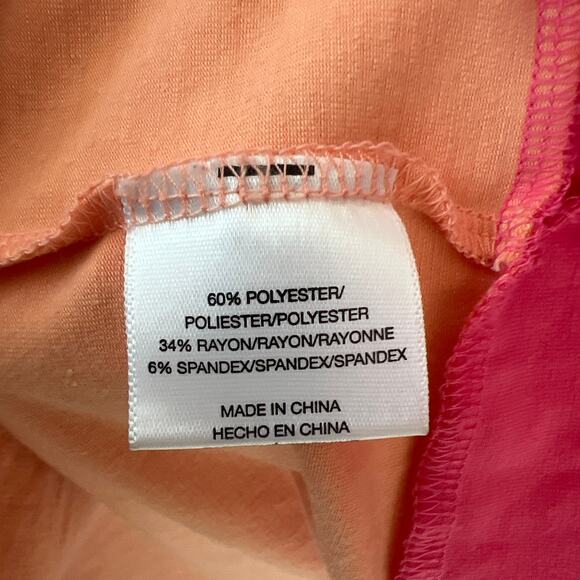 60% POLYESTER/
POLIESTER/POLYESTER
34% RAYON/RAYON/RAYONNE
6% SPANDEX/SPANDEX/SPANDEX
MADE IN CHINA
HECHO EN CHINA